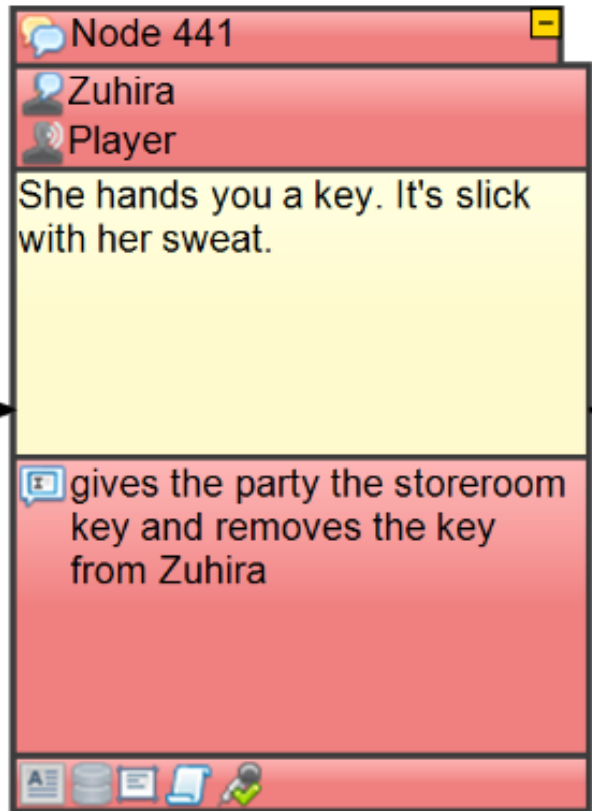 Node 441
Zuhira
Player
She hands you a key. It's slick
with her sweat.
gives the party the storeroom
key and removes the key
from Zuhira